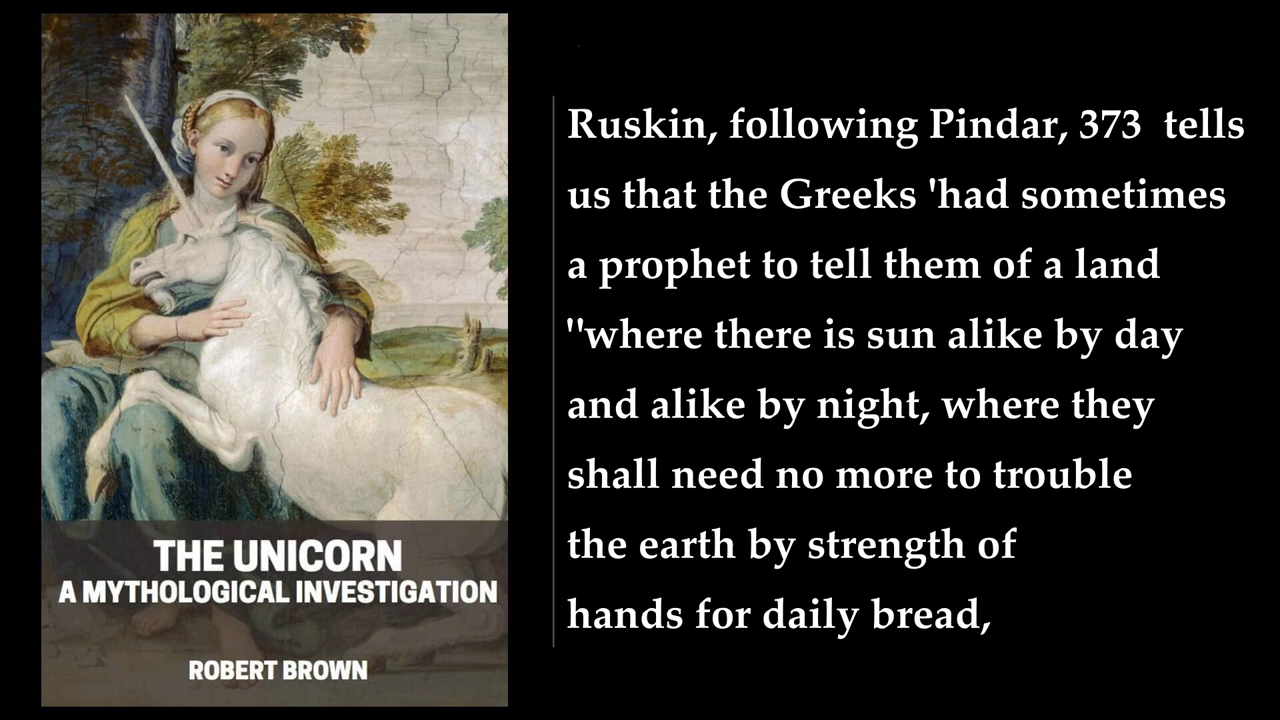 THE UNICORN
A MYTHOLOGICAL INVESTIGATION
ROBERT BROWN
Ruskin, following Pindar, 373  tells
us that the Greeks 'had sometimes
a prophet to tell them of a land
"where there is sun alike by day
and alike by night, where they
shall need no more to trouble
the earth by strength of
hands for daily bread,